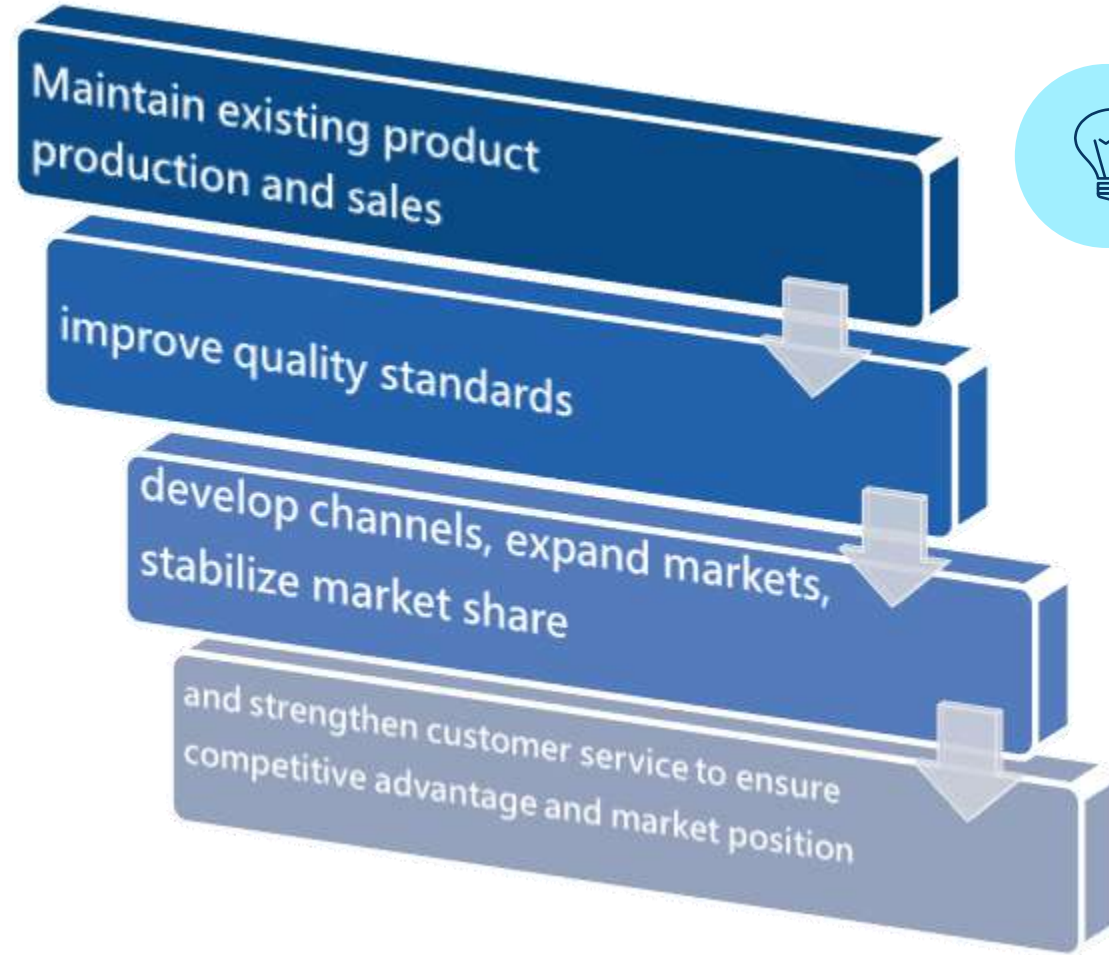 Maintain existing product
production and sales
improve quality standards
develop channels, expand markets,
stabilize market share
and strengthen customer service to ensure
competitive advantage and market position